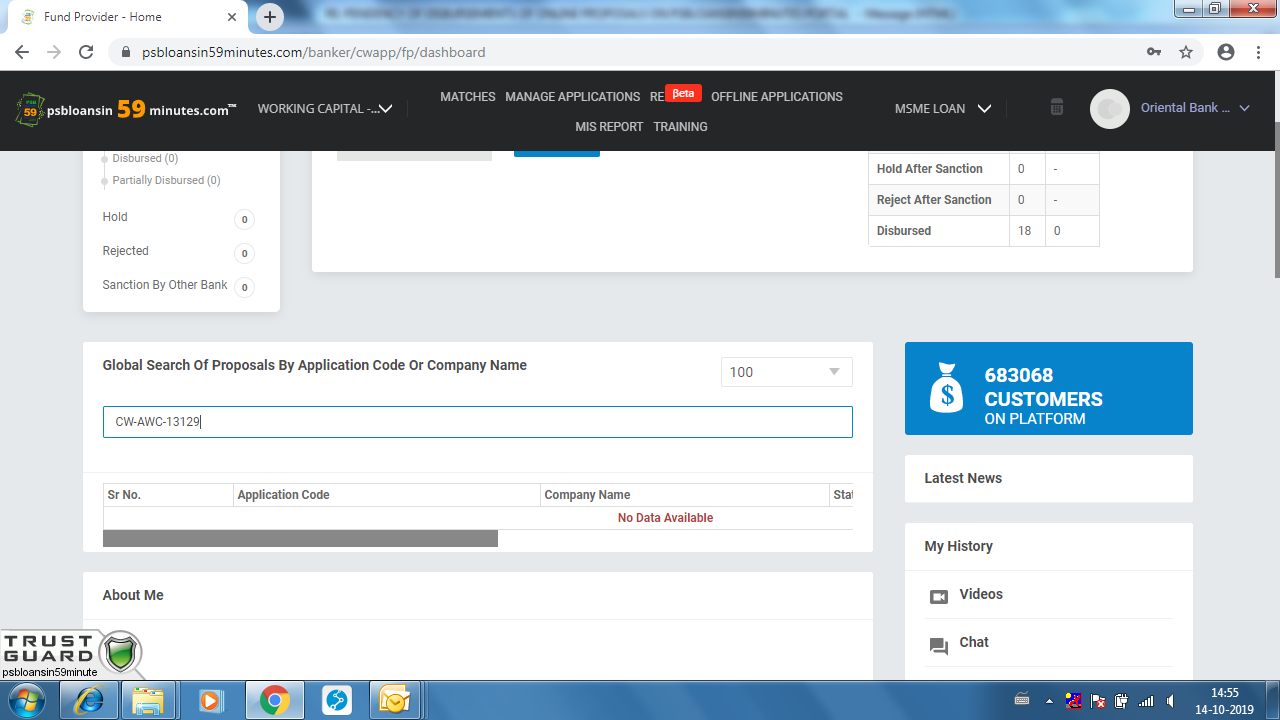 Fund Provider - Home
psbloansin59minutes.com/banker/cwapp/fp/dashboard
psbloansin 59 minutes.com™
WORKING CAPITAL -...
MATCHES MANAGE APPLICATIONS RE Beta OFFLINE APPLICATIONS
MIS REPORT TRAINING
MSME LOAN
Oriental Bank ...
Disbursed (0)
Partially Disbursed (0)
Hold 0
Rejected 0
Sanction By Other Bank 0
Hold After Sanction 0 -
Reject After Sanction 0 -
Disbursed 18 0
Global Search Of Proposals By Application Code Or Company Name
100
CW-AWC-13129
Sr No. Application Code Company Name Stat
No Data Available
683068
CUSTOMERS
ON PLATFORM
Latest News
My History
Videos
Chat
About Me
TRUST
GUARD
psbloansin59minute
14:55
14-10-2019